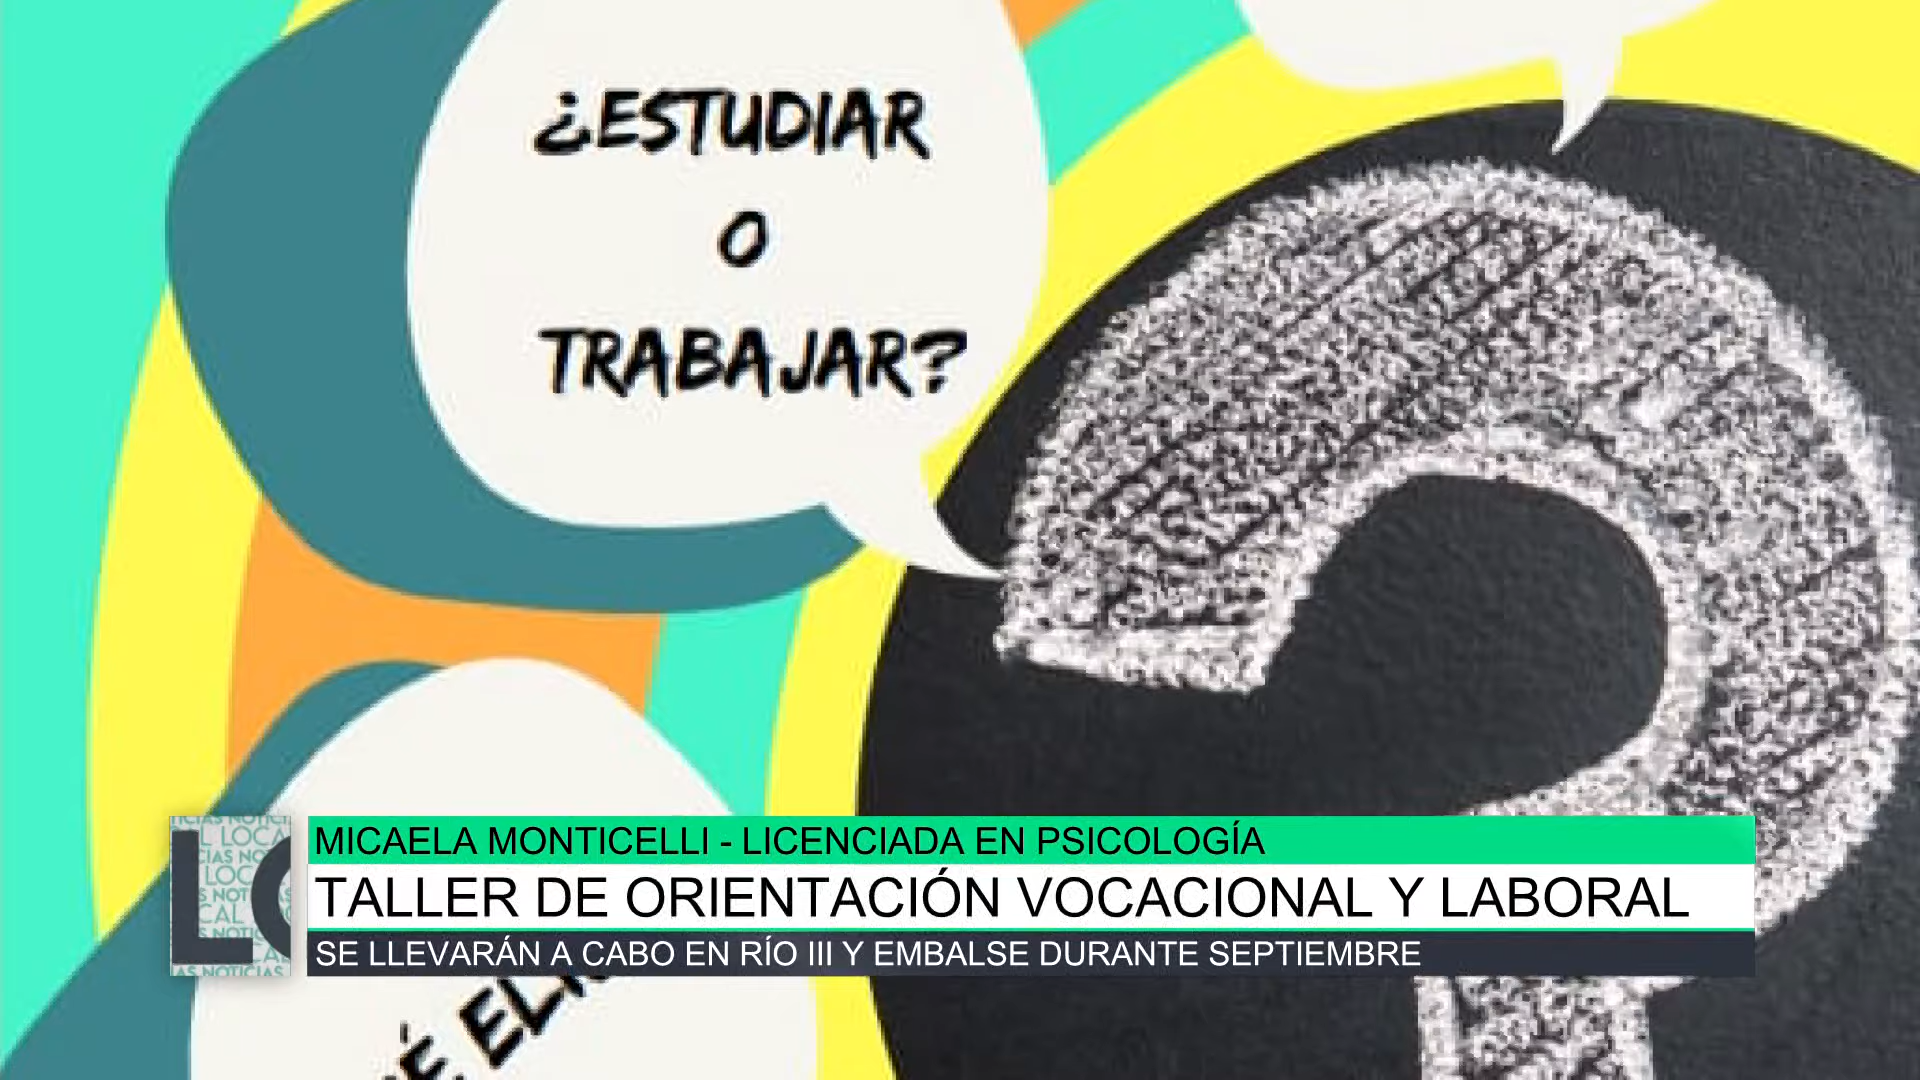 ¿ESTUDIAR
O
TRABAJAR?
MICAELA MONTICELLI - LICENCIADA EN PSICOLOGÍA
TALLER DE ORIENTACIÓN VOCACIONAL Y LABORAL
SE LLEVARÁN A CABO EN RÍO III Y EMBALSE DURANTE SEPTIEMBRE